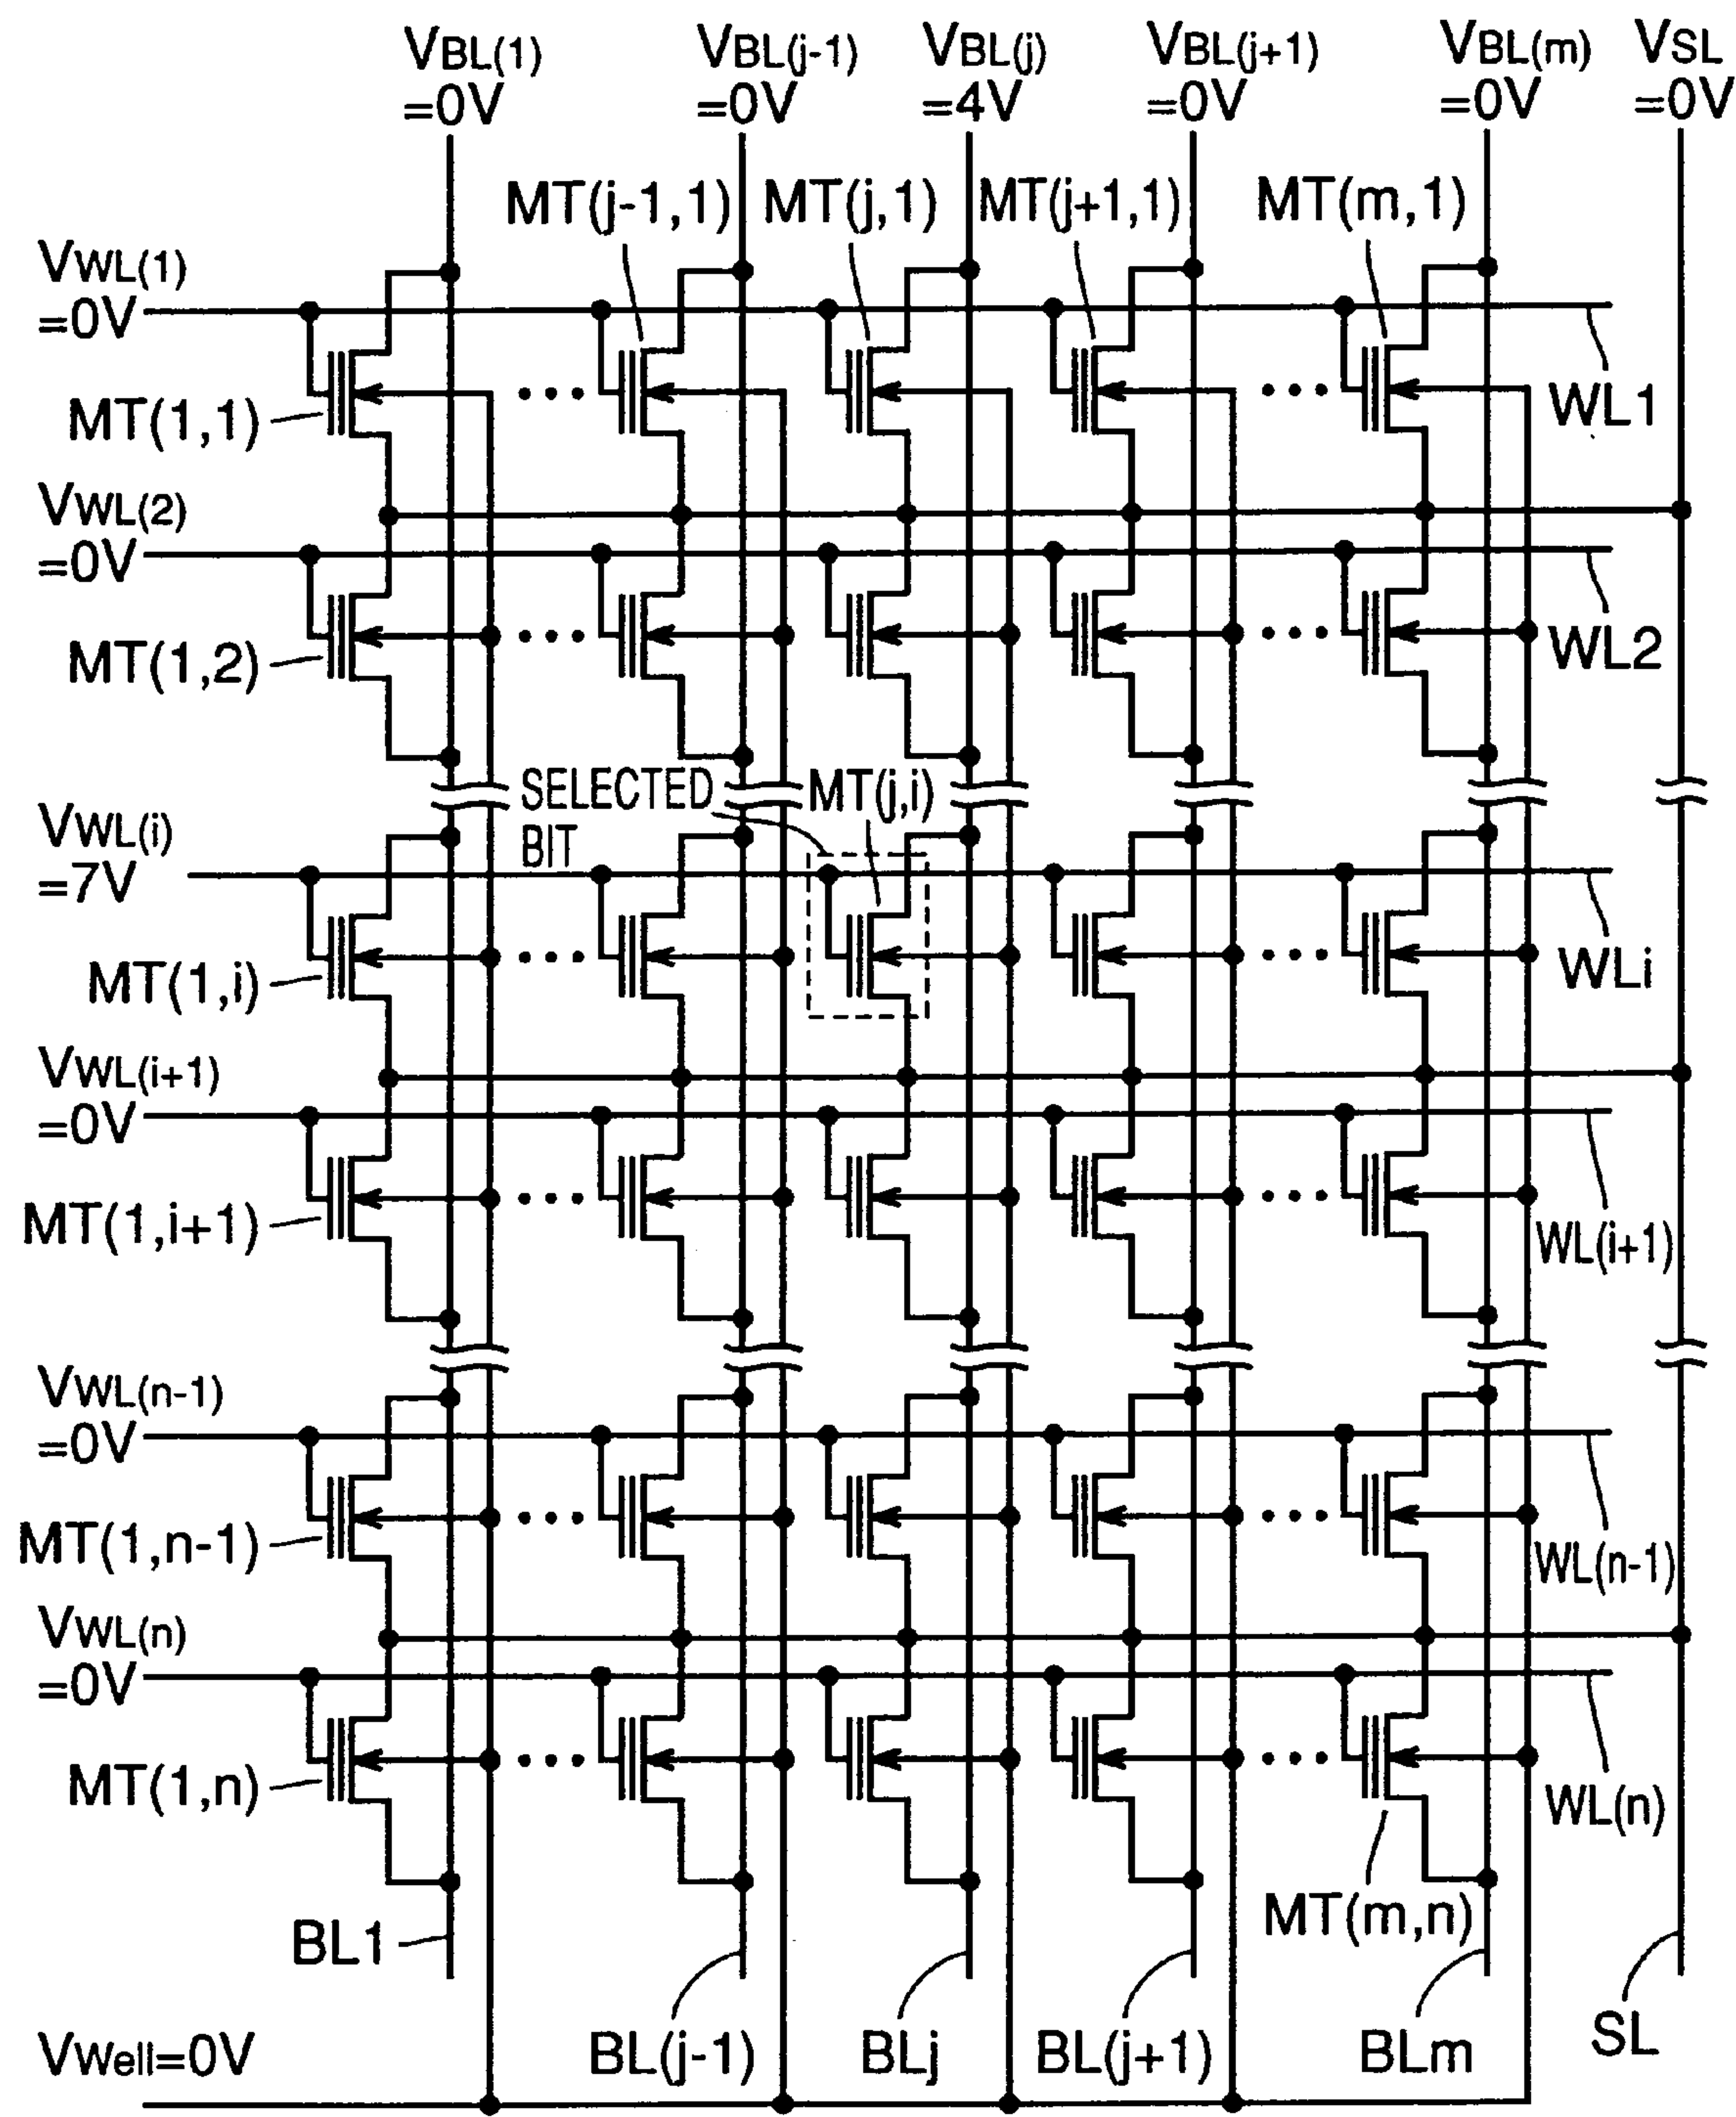 VBL(1)
=0V
VBL(j-1)
=0V
VBL(j)
=4V
VBL(j+1)
=0V
VBL(m)
=0V
VSL
=0V
MT(j-1,1)
MT(j,1)
MT(j+1,1)
MT(m,1)
VWL(1)
=0V
MT(1,1)
WL1
VWL(2)
=0V
MT(1,2)
WL2
SELECTED
BIT
MT(j,i)
VWL(i)
=7V
MT(1,i)
WLi
VWL(i+1)
=0V
MT(1,i+1)
WL(i+1)
VWL(n-1)
=0V
MT(1,n-1)
WL(n-1)
VWL(n)
=0V
MT(1,n)
WL(n)
MT(m,n)
BL1
BL(j-1)
BLj
BL(j+1)
BLm
SL
VWell=0V